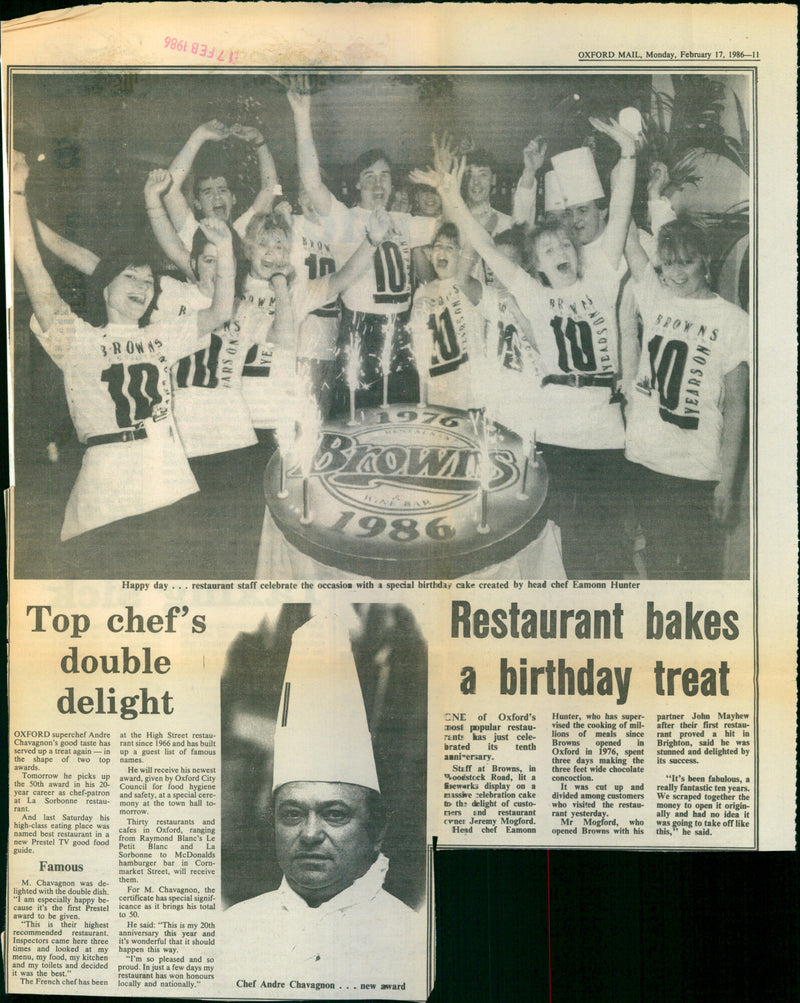 17 FEB 1986
OXFORD MAIL, Monday, February 17, 1986—11
BROWNS
10
YEARS ON
BROWNS
10
YEARS ON
BROWNS
10
YEARS ON
BROWNS
10
YEARS ON
1976
RESTAURANT
BROWNS
& WINE BAR
1986
Happy day . . . restaurant staff celebrate the occasion with a special birthday cake created by head chef Eamonn Hunter
Top chef's
double
delight
OXFORD superchef Andre
Chavagnon's good taste has
served up a treat again — in
the shape of two top
awards.
Tomorrow he picks up
the 50th award in his 20-
year career as chef-patron
at La Sorbonne restau-
rant.
And last Saturday his
high-class eating place was
named best restaurant in a
new Prestel TV good food
guide.
Famous
M. Chavagnon was de-
lighted with the double dish.
"I am especially happy be-
cause it's the first Prestel
award to be given.
"This is their highest
recommended restaurant.
Inspectors came here three
times and looked at my
menu, my food, my kitchen
and my toilets and decided
it was the best."
The French chef has been
at the High Street restau-
rant since 1966 and has built
up a guest list of famous
names.
He will receive his newest
award, given by Oxford City
Council for food hygiene
and safety, at a special cere-
mony at the town hall to-
morrow.
Thirty restaurants and
cafes in Oxford, ranging
from Raymond Blanc's Le
Petit Blanc and La
Sorbonne to McDonalds
hamburger bar in Corn-
market Street, will receive
them.
For M. Chavagnon, the
certificate has special signif-
icance as it brings his total
to 50.
He said: "This is my 20th
anniversary this year and
it's wonderful that it should
happen this way.
"I'm so pleased and so
proud. In just a few days my
restaurant has won honours
locally and nationally."
Chef Andre Chavagnon . . . new award
Restaurant bakes
a birthday treat
ONE of Oxford's
most popular restau-
rants has just cele-
brated its tenth
anniversary.
Staff at Browns, in
Woodstock Road, lit a
fireworks display on a
massive celebration cake
to the delight of custo-
mers and restaurant
owner Jeremy Mogford.
Head chef Eamonn
Hunter, who has super-
vised the cooking of mil-
lions of meals since
Browns opened in
Oxford in 1976, spent
three days making the
three feet wide chocolate
concoction.
It was cut up and
divided among customers
who visited the restau-
rant yesterday.
Mr Mogford, who
opened Browns with his
partner John Mayhew
after their first restau-
rant proved a hit in
Brighton, said he was
stunned and delighted by
its success.
"It's been fabulous, a
really fantastic ten years.
We scraped together the
money to open it origin-
ally and had no idea it
was going to take off like
this," he said.